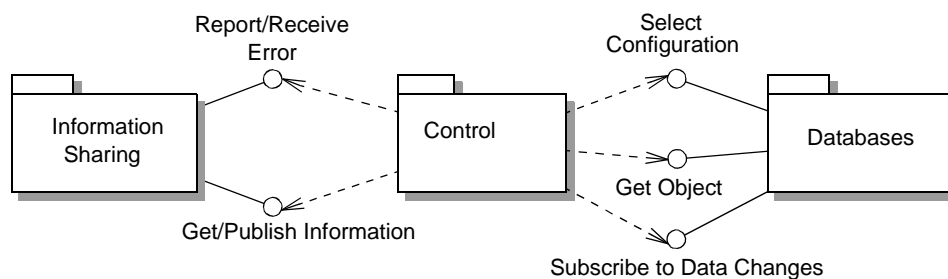 Report/Receive
Error
Select
Configuration
Information
Sharing
Control
Databases
Get Object
Get/Publish Information
Subscribe to Data Changes